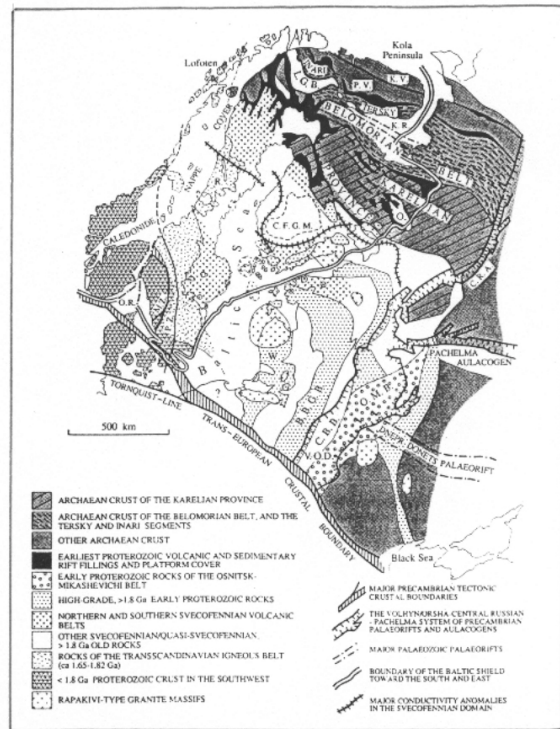 Kola
Peninsula
Lofoten
INARI
L.G.B.
P.V.
K.V.
TERSKY
K.R.
BELOMORIAN
BELT
COVER
NAPPE
CALEDONIDE
KARELIAN
PROVINCE
O.
C.F.G.M.
C.R.A.
Baltic Sea
O.R.
W
B.B.G.B.
PACHELMA
AULACOGEN
O.M.B.
C.B.D.
V.O.D.
DNEPR-DONETS PALAEORIFT
TORNQUIST-LINE
TRANS-EUROPEAN
CRUSTAL
BOUNDARY
?
500 km
Black Sea
ARCHAEAN CRUST OF THE KARELIAN PROVINCE
ARCHAEAN CRUST OF THE BELOMORIAN BELT, AND THE
TERSKY AND INARI SEGMENTS
OTHER ARCHAEAN CRUST
EARLIEST PROTEROZOIC VOLCANIC AND SEDIMENTARY
RIFT FILLINGS AND PLATFORM COVER
EARLY PROTEROZOIC ROCKS OF THE OSNITSK-
MIKASHEVICHI BELT
HIGH-GRADE, >1.8 Ga EARLY PROTEROZOIC ROCKS
NORTHERN AND SOUTHERN SVECOFENNIAN VOLCANIC
BELTS
OTHER SVECOFENNIAN/QUASI-SVECOFENNIAN,
> 1.8 Ga OLD ROCKS
ROCKS OF THE TRANSSCANDINAVIAN IGNEOUS BELT
(ca 1.65-1.82 Ga)
< 1.8 Ga PROTEROZOIC CRUST IN THE SOUTHWEST
RAPAKIVI-TYPE GRANITE MASSIFS
MAJOR PRECAMBRIAN TECTONIC
CRUSTAL BOUNDARIES
THE VOLHYN-ORSHA-CENTRAL RUSSIAN
- PACHELMA SYSTEM OF PRECAMBRIAN
PALAEORIFTS AND AULACOGENS
MAJOR PALAEOZOIC PALAEORIFTS
BOUNDARY OF THE BALTIC SHIELD
TOWARD THE SOUTH AND EAST
MAJOR CONDUCTIVITY ANOMALIES
IN THE SVECOFENNIAN DOMAIN